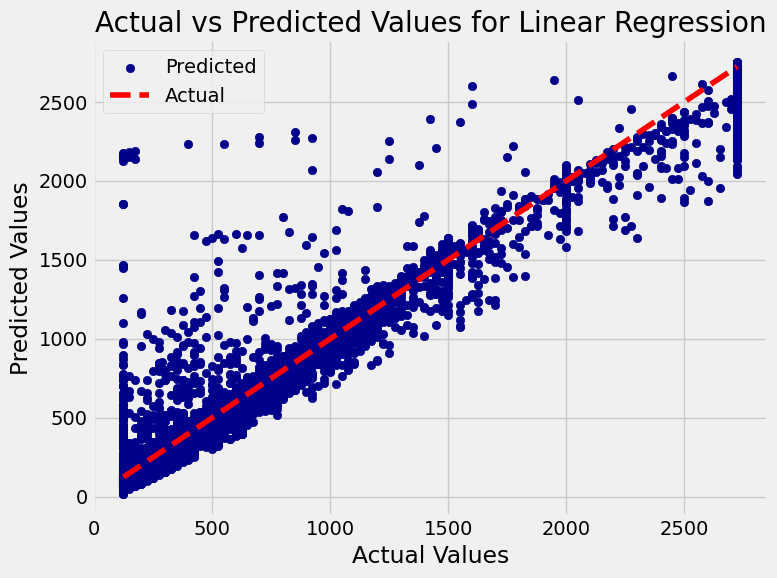 Actual vs Predicted Values for Linear Regression
Predicted
Actual
Predicted Values
2500
2000
1500
1000
500
0
0 500 1000 1500 2000 2500
Actual Values